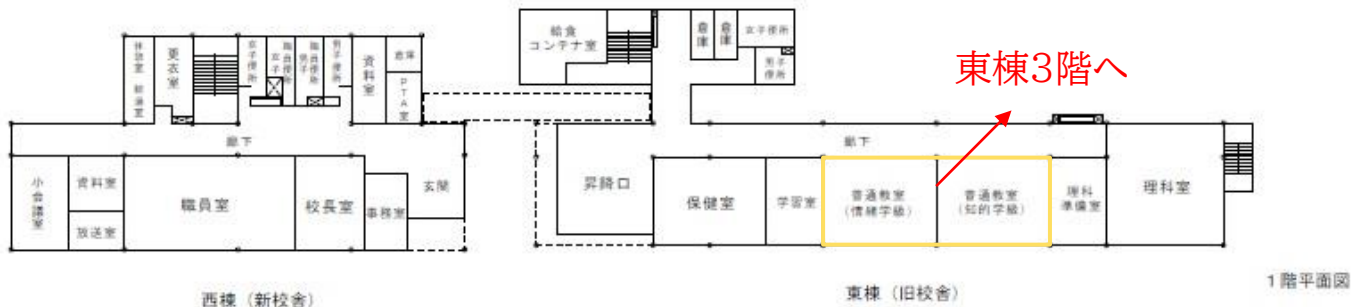 休憩室
給湯室
更衣室
女子便所
職員便所
女子
職員便所
男子
男子便所
資料室
倉庫
PTA室
廊下
小会議室
資料室
放送室
職員室
校長室
事務室
玄関
西棟（新校舎）
給食
コンテナ室
倉庫
倉庫
女子便所
男子
便所
東棟3階へ
廊下
昇降口
保健室
学習室
普通教室
（情緒学級）
普通教室
（知的学級）
理科
準備室
理科室
東棟（旧校舎）
1階平面図